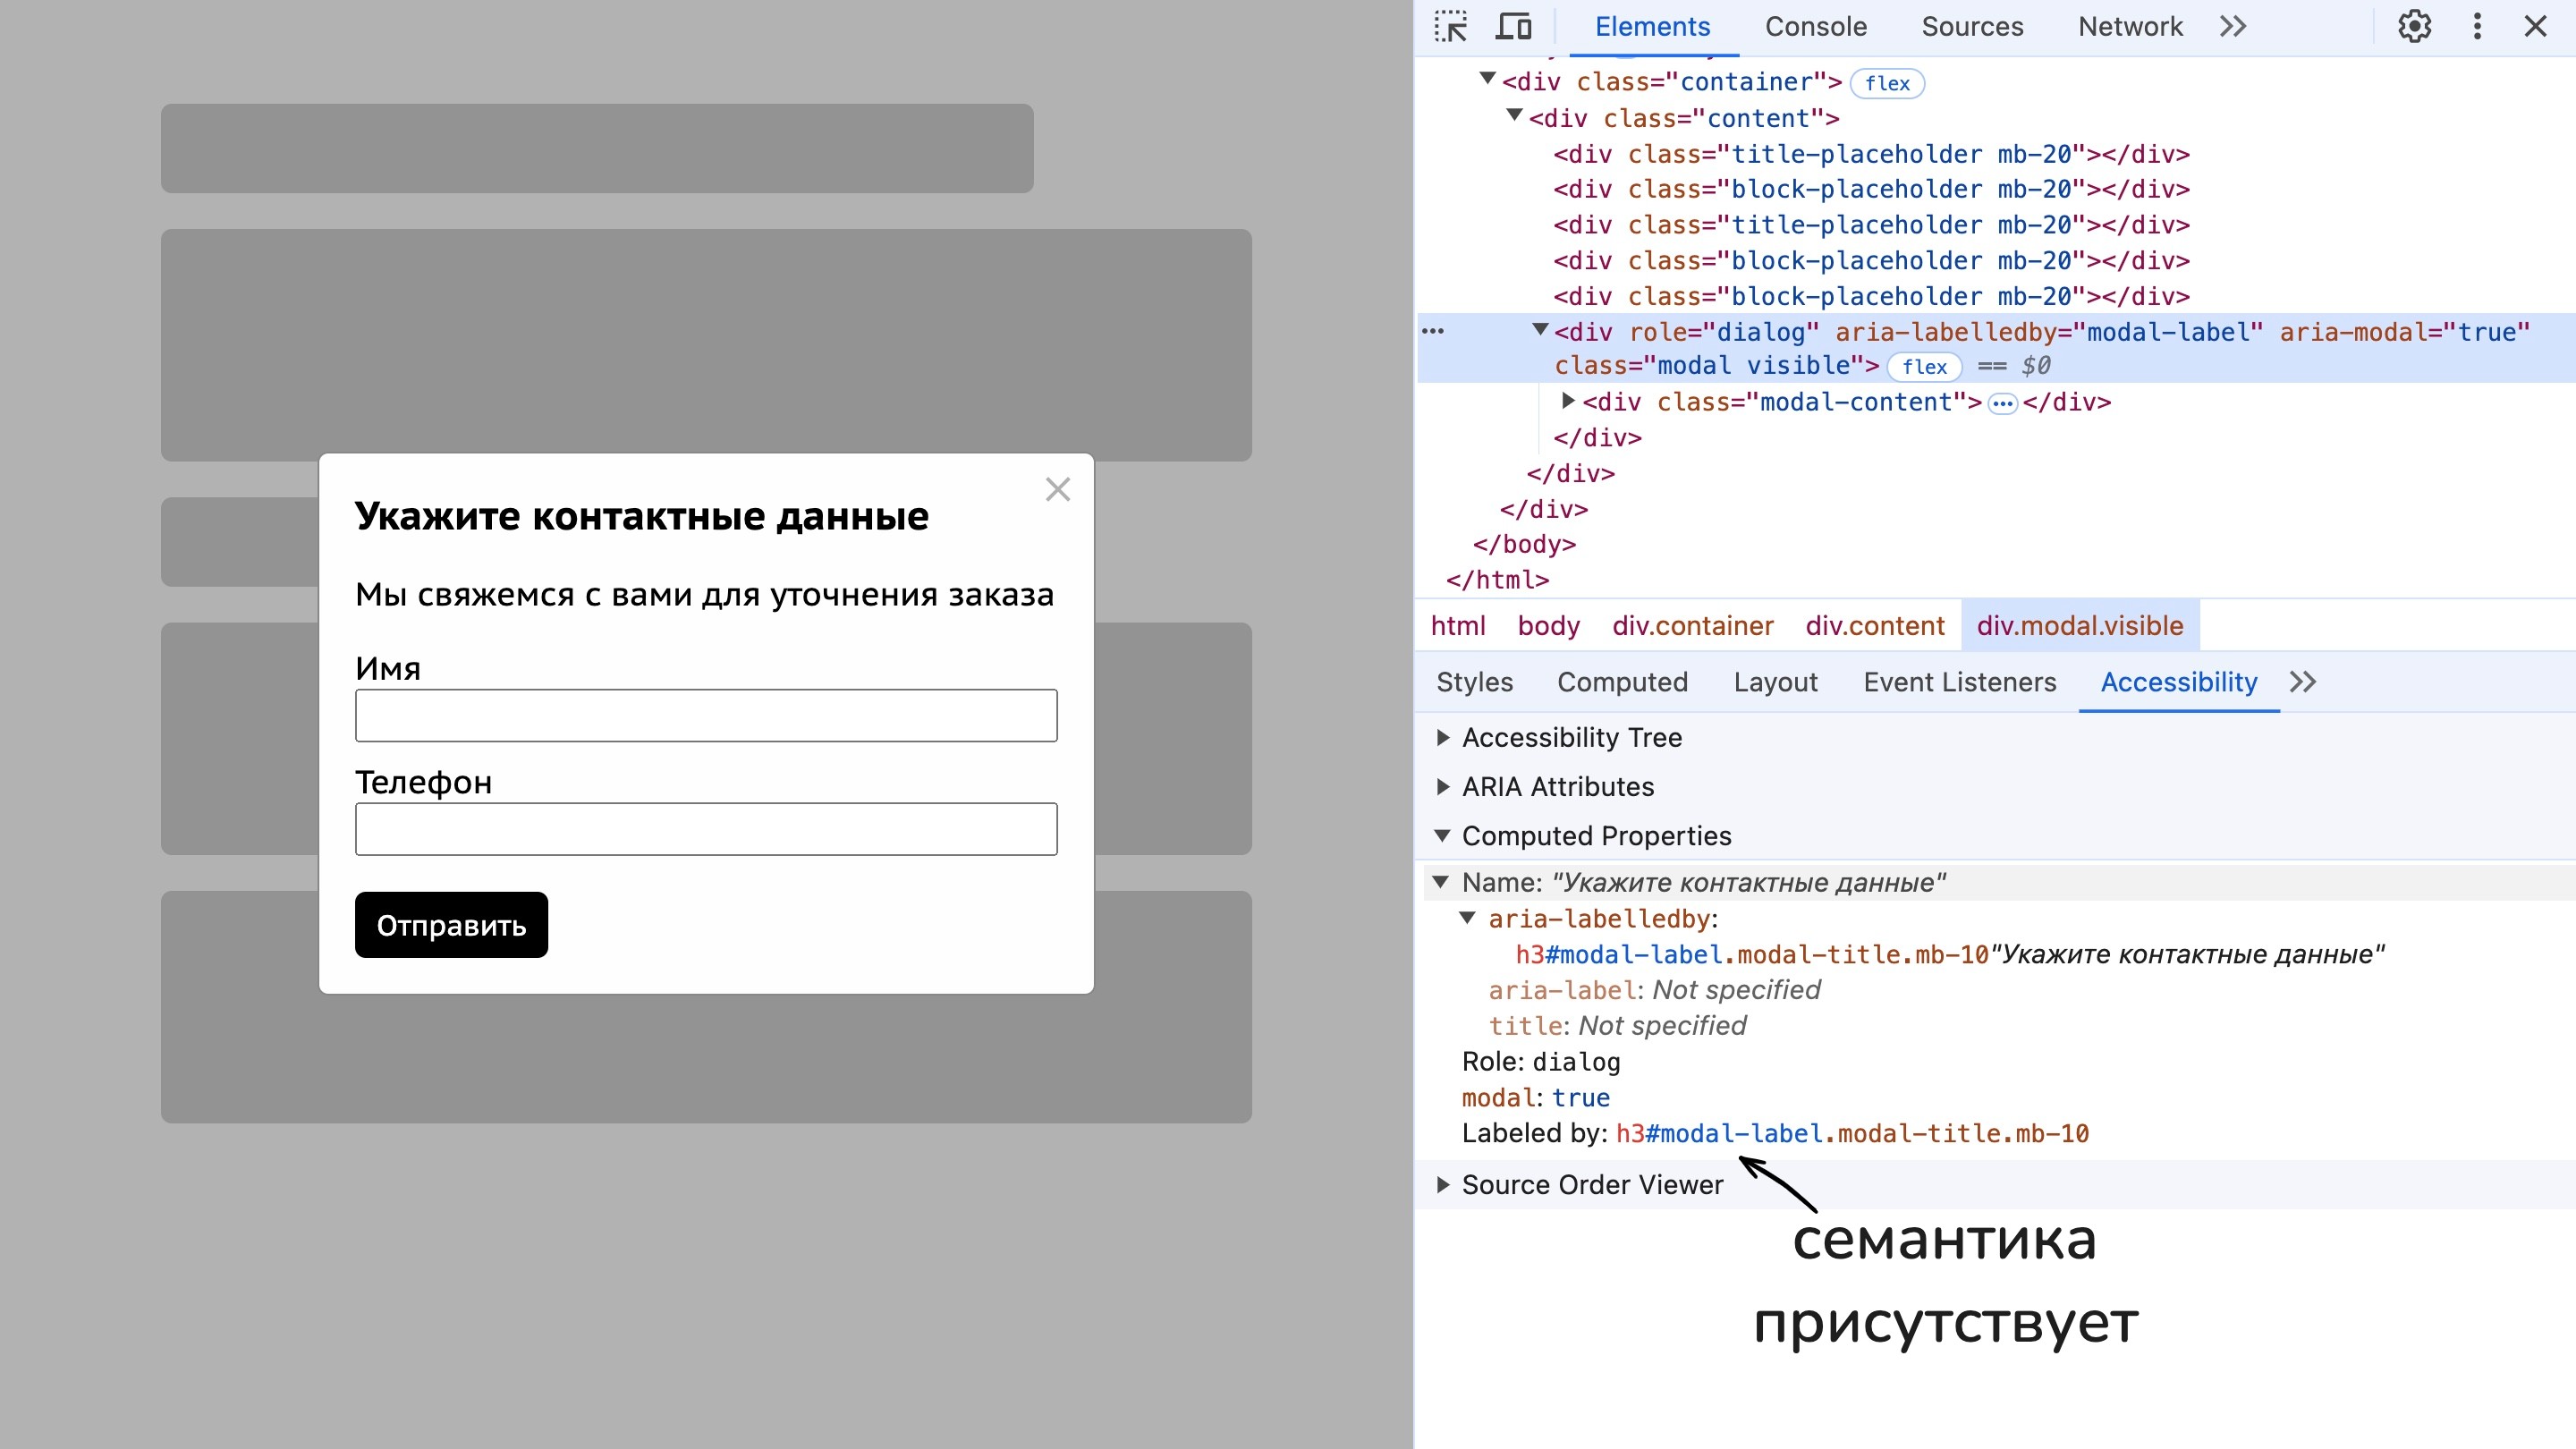 Укажите контактные данные
Мы свяжемся с вами для уточнения заказа
Имя
Телефон
Отправить
Elements Console Sources Network
<div class="container"> flex
<div class="content">
<div class="title-placeholder mb-20"></div>
<div class="block-placeholder mb-20"></div>
<div class="title-placeholder mb-20"></div>
<div class="block-placeholder mb-20"></div>
<div class="block-placeholder mb-20"></div>
<div role="dialog" aria-labelledby="modal-label" aria-modal="true"
class="modal visible"> flex == $0
<div class="modal-content"> ••• </div>
</div>
</div>
</div>
</body>
</html>
html body div.container div.content div.modal.visible
Styles Computed Layout Event Listeners Accessibility
Accessibility Tree
ARIA Attributes
Computed Properties
Name: "Укажите контактные данные"
aria-labelledby:
h3#modal-label.modal-title.mb-10"Укажите контактные данные"
aria-label: Not specified
title: Not specified
Role: dialog
modal: true
Labeled by: h3#modal-label.modal-title.mb-10
Source Order Viewer
семантика
присутствует